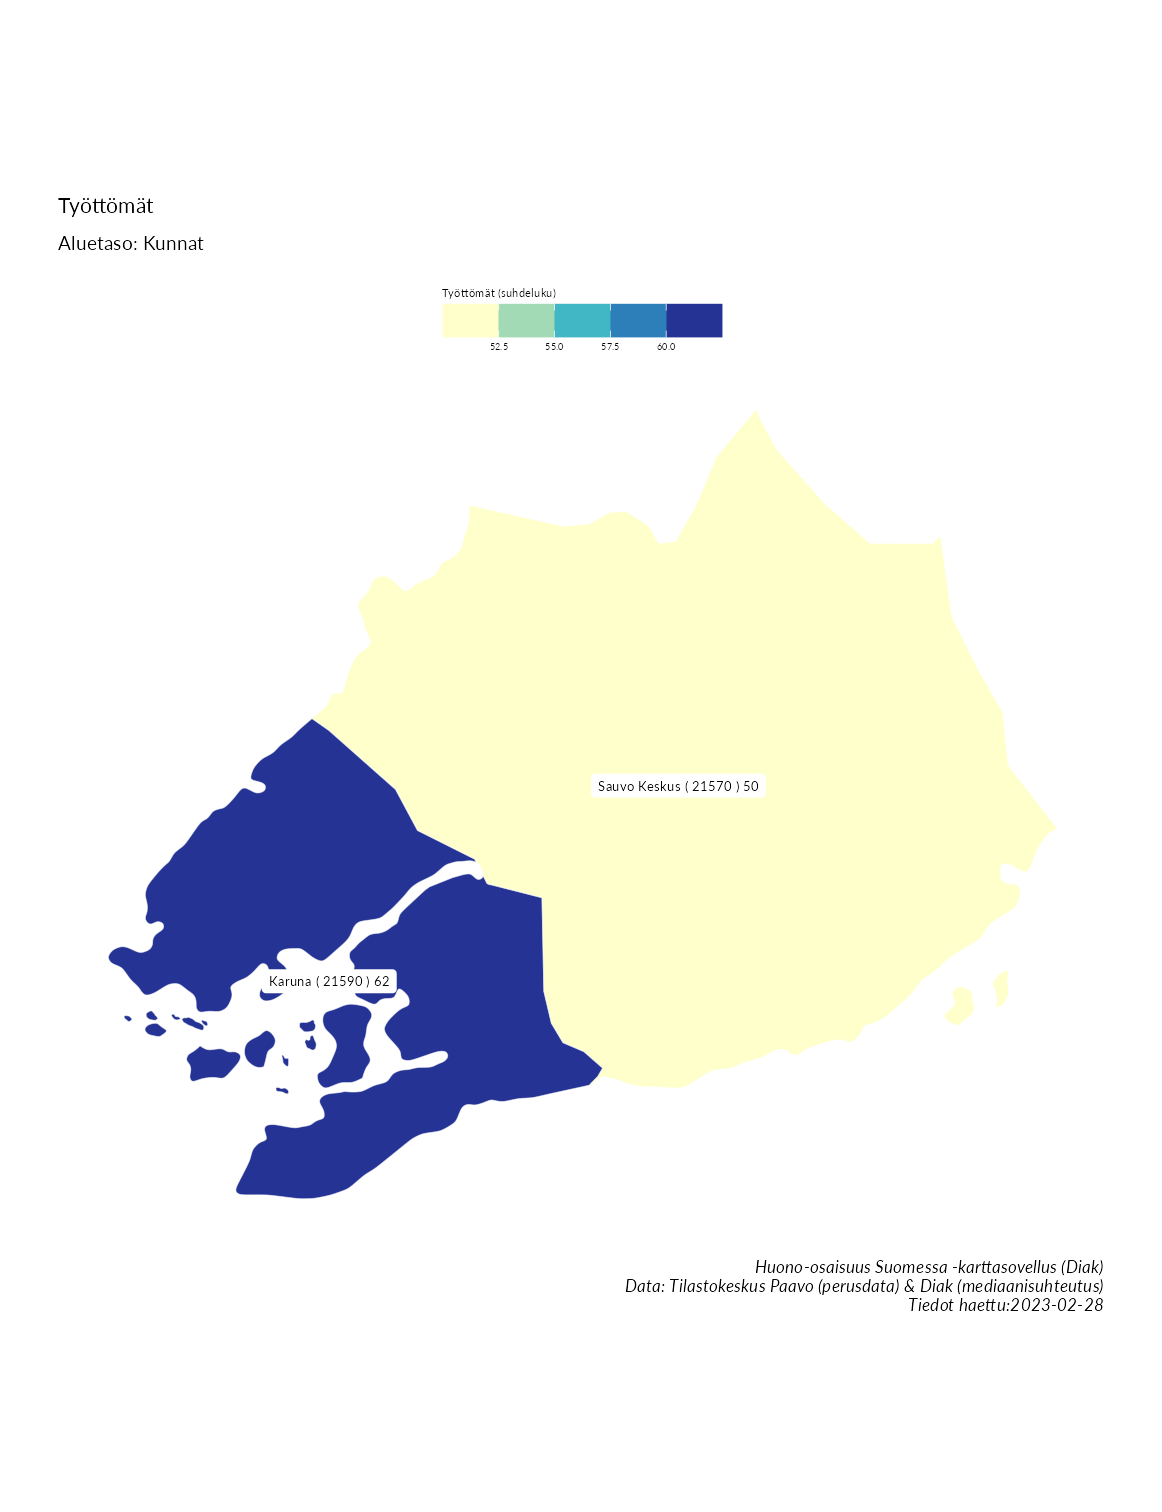 Työttömät
Aluetaso: Kunnat
Työttömät (suhdeluku)
52.5 55.0 57.5 60.0
Sauvo Keskus ( 21570 ) 50
Karuna ( 21590 ) 62
Huono-osaisuus Suomessa -karttasovellus (Diak)
Data: Tilastokeskus Paavo (perusdata) & Diak (mediaanisuhteutus)
Tiedot haettu:2023-02-28